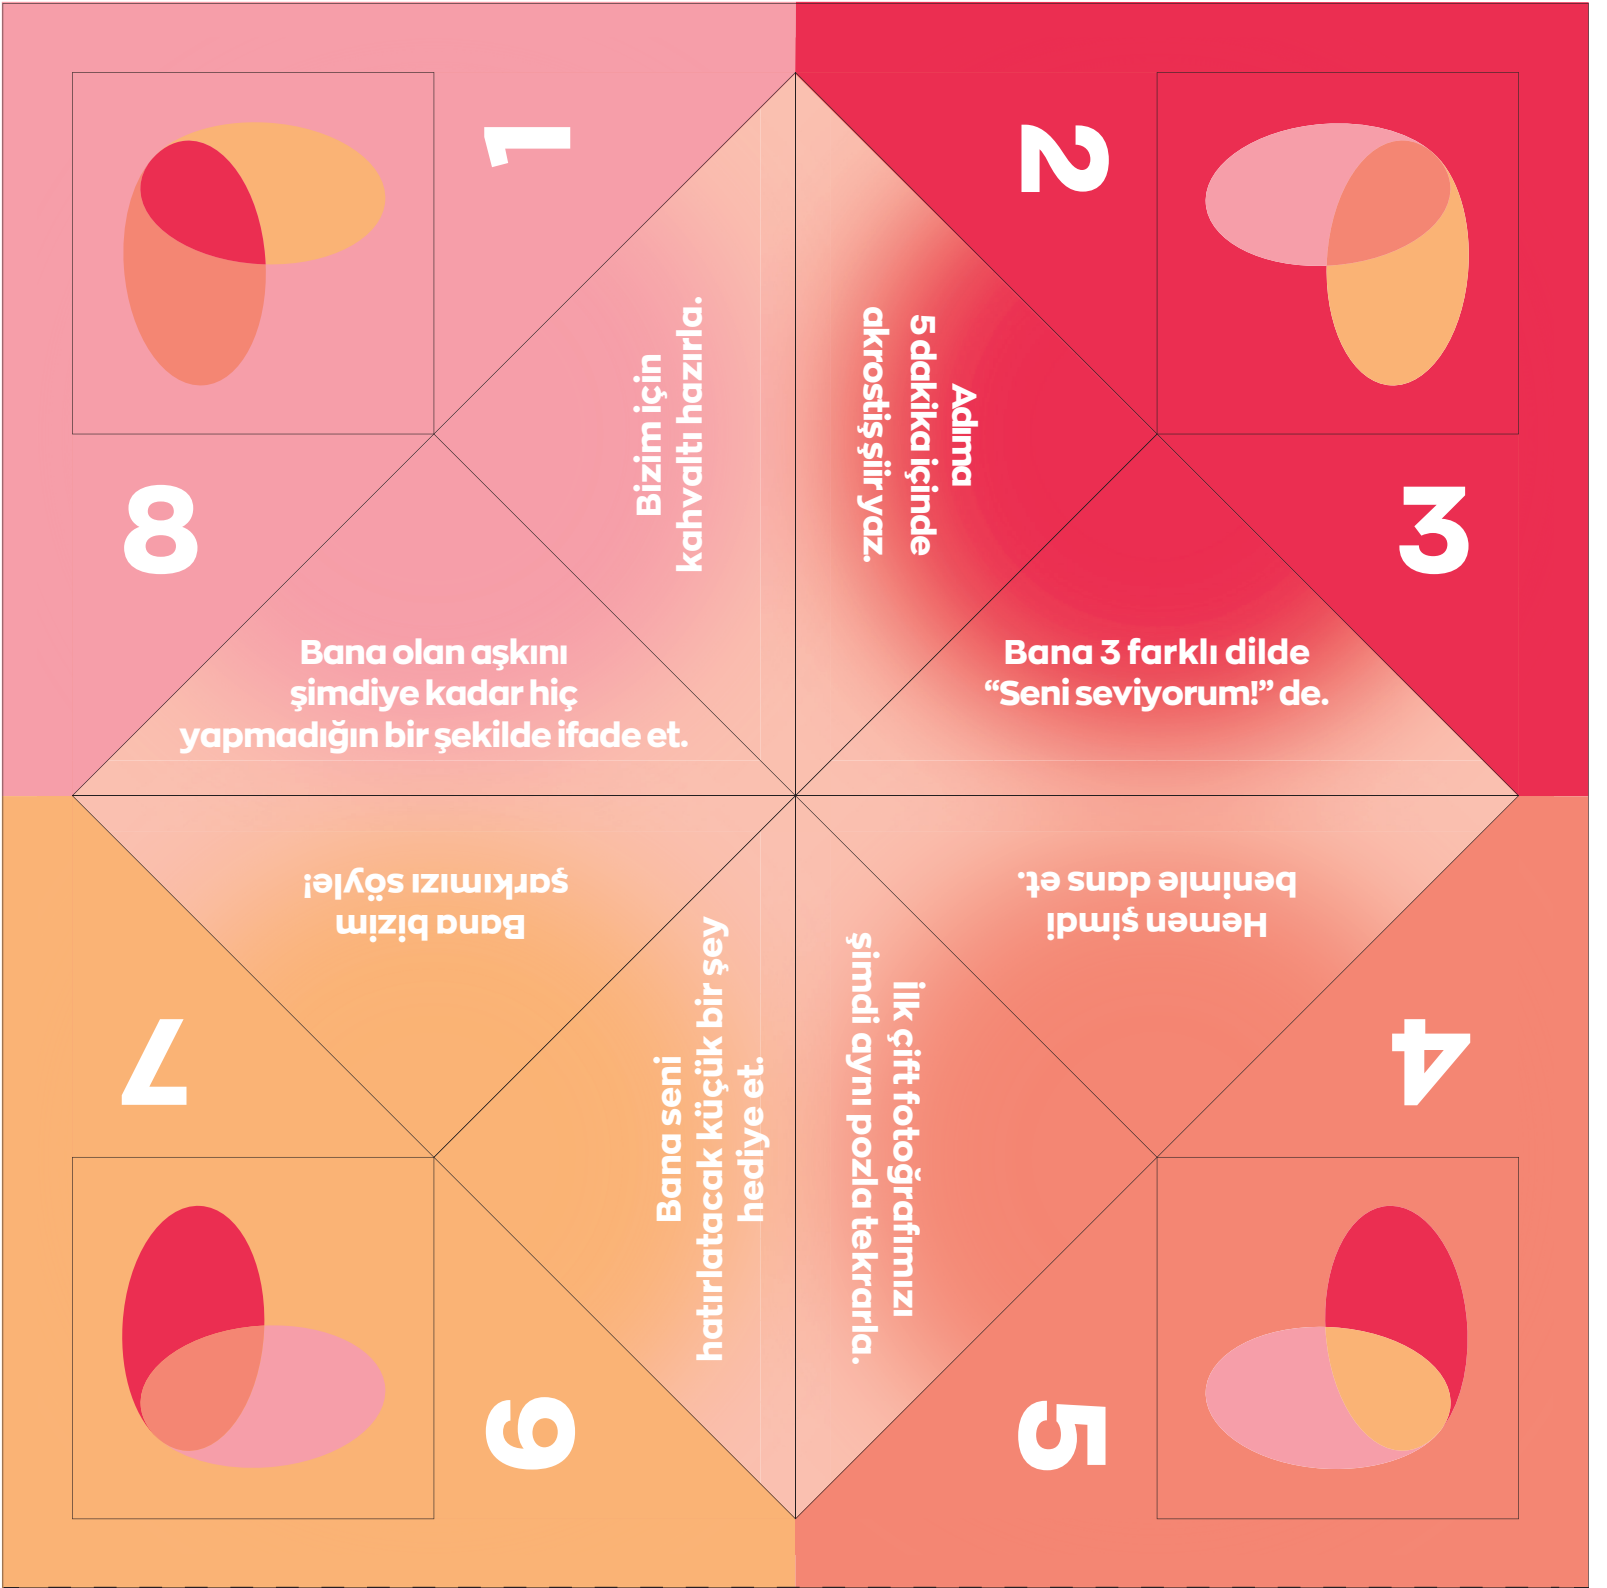 1
Bizim için
kahvaltı hazırla.
2
Adıma
5 dakika içinde
akrostiş şiir yaz.
3
Bana 3 farklı dilde
“Seni seviyorum!” de.
4
Hemen şimdi
benimle dans et.
5
İlk çift fotoğrafımızı
şimdi aynı pozla tekrarla.
6
Bana seni
hatırlatacak küçük bir şey
hediye et.
7
Bana bizim
şarkımızı söyle!
8
Bana olan aşkını
şimdiye kadar hiç
yapmadığın bir şekilde ifade et.